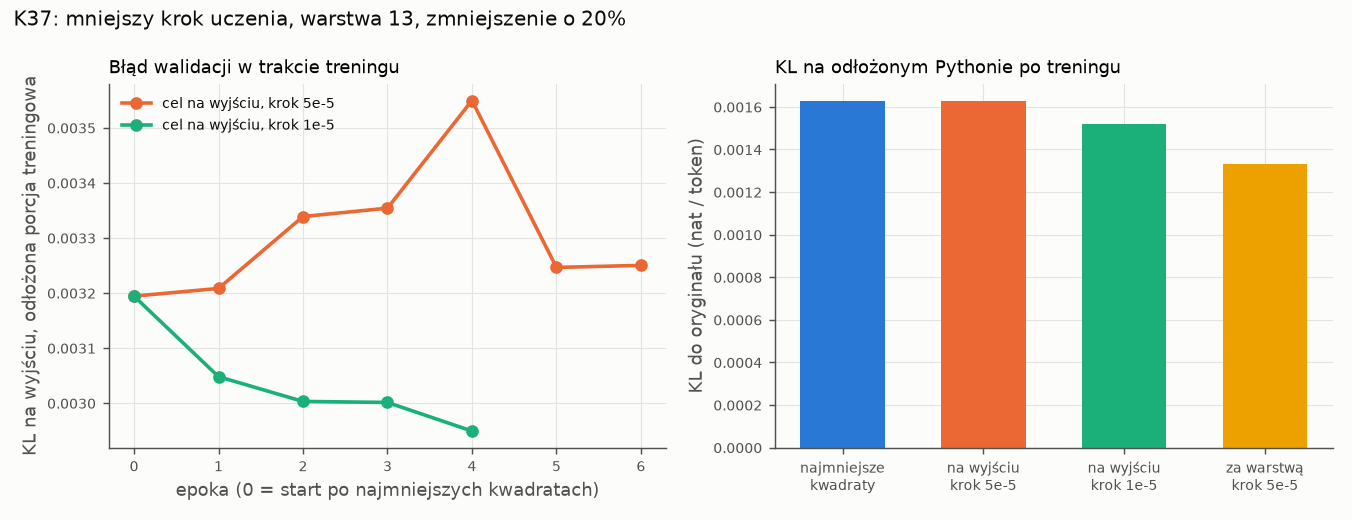 K37: mniejszy krok uczenia, warstwa 13, zmniejszenie o 20%
Błąd walidacji w trakcie treningu
KL na wyjściu, odłożona porcja treningowa
cel na wyjściu, krok 5e-5
cel na wyjściu, krok 1e-5
0.0035
0.0034
0.0033
0.0032
0.0031
0.0030
0
1
2
3
4
5
6
epoka (0 = start po najmniejszych kwadratach)
KL na odłożonym Pythonie po treningu
KL do oryginału (nat / token)
0.0016
0.0014
0.0012
0.0010
0.0008
0.0006
0.0004
0.0002
0.0000
najmniejsze
kwadraty
na wyjściu
krok 5e-5
na wyjściu
krok 1e-5
za warstwą
krok 5e-5